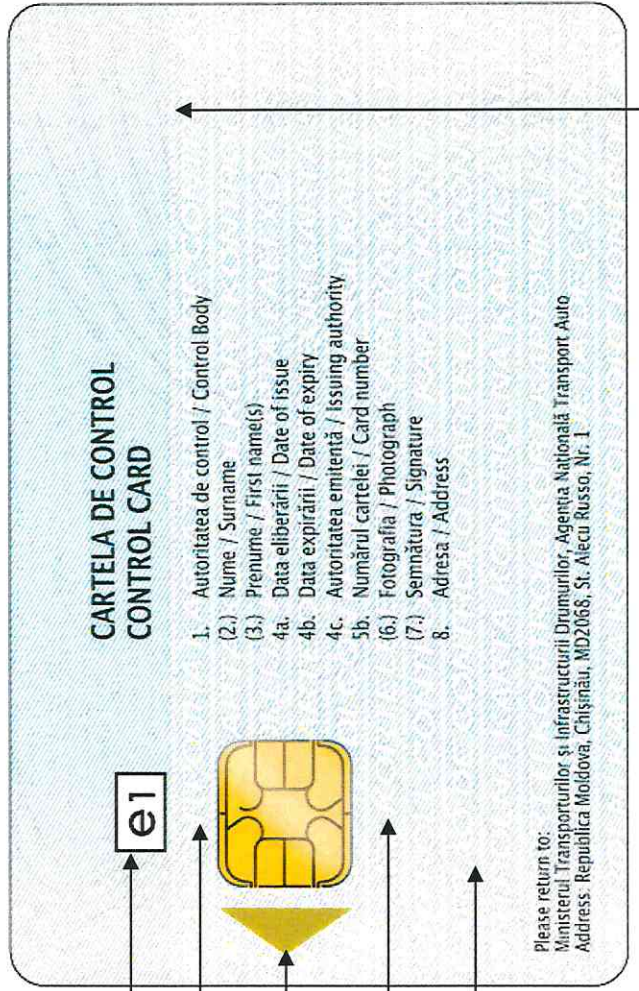 CARTELA DE CONTROL
CONTROL CARD
e1
1. Autoritatea de control / Control Body
(2.) Nume / Surname
(3.) Prenume / First name(s)
4a. Data eliberării / Date of issue
4b. Data expirării / Date of expiry
4c. Autoritatea emitentă / Issuing authority
5b. Numărul cartelei / Card number
(6.) Fotografia / Photograph
(7.) Semnătura / Signature
8. Adresa / Address
Please return to:
Ministerul Transporturilor și Infrastructurii Drumurilor, Agenția Națională Transport Auto
Address: Republica Moldova, Chișinău, MD2068, St. Alecu Russo, Nr. 1